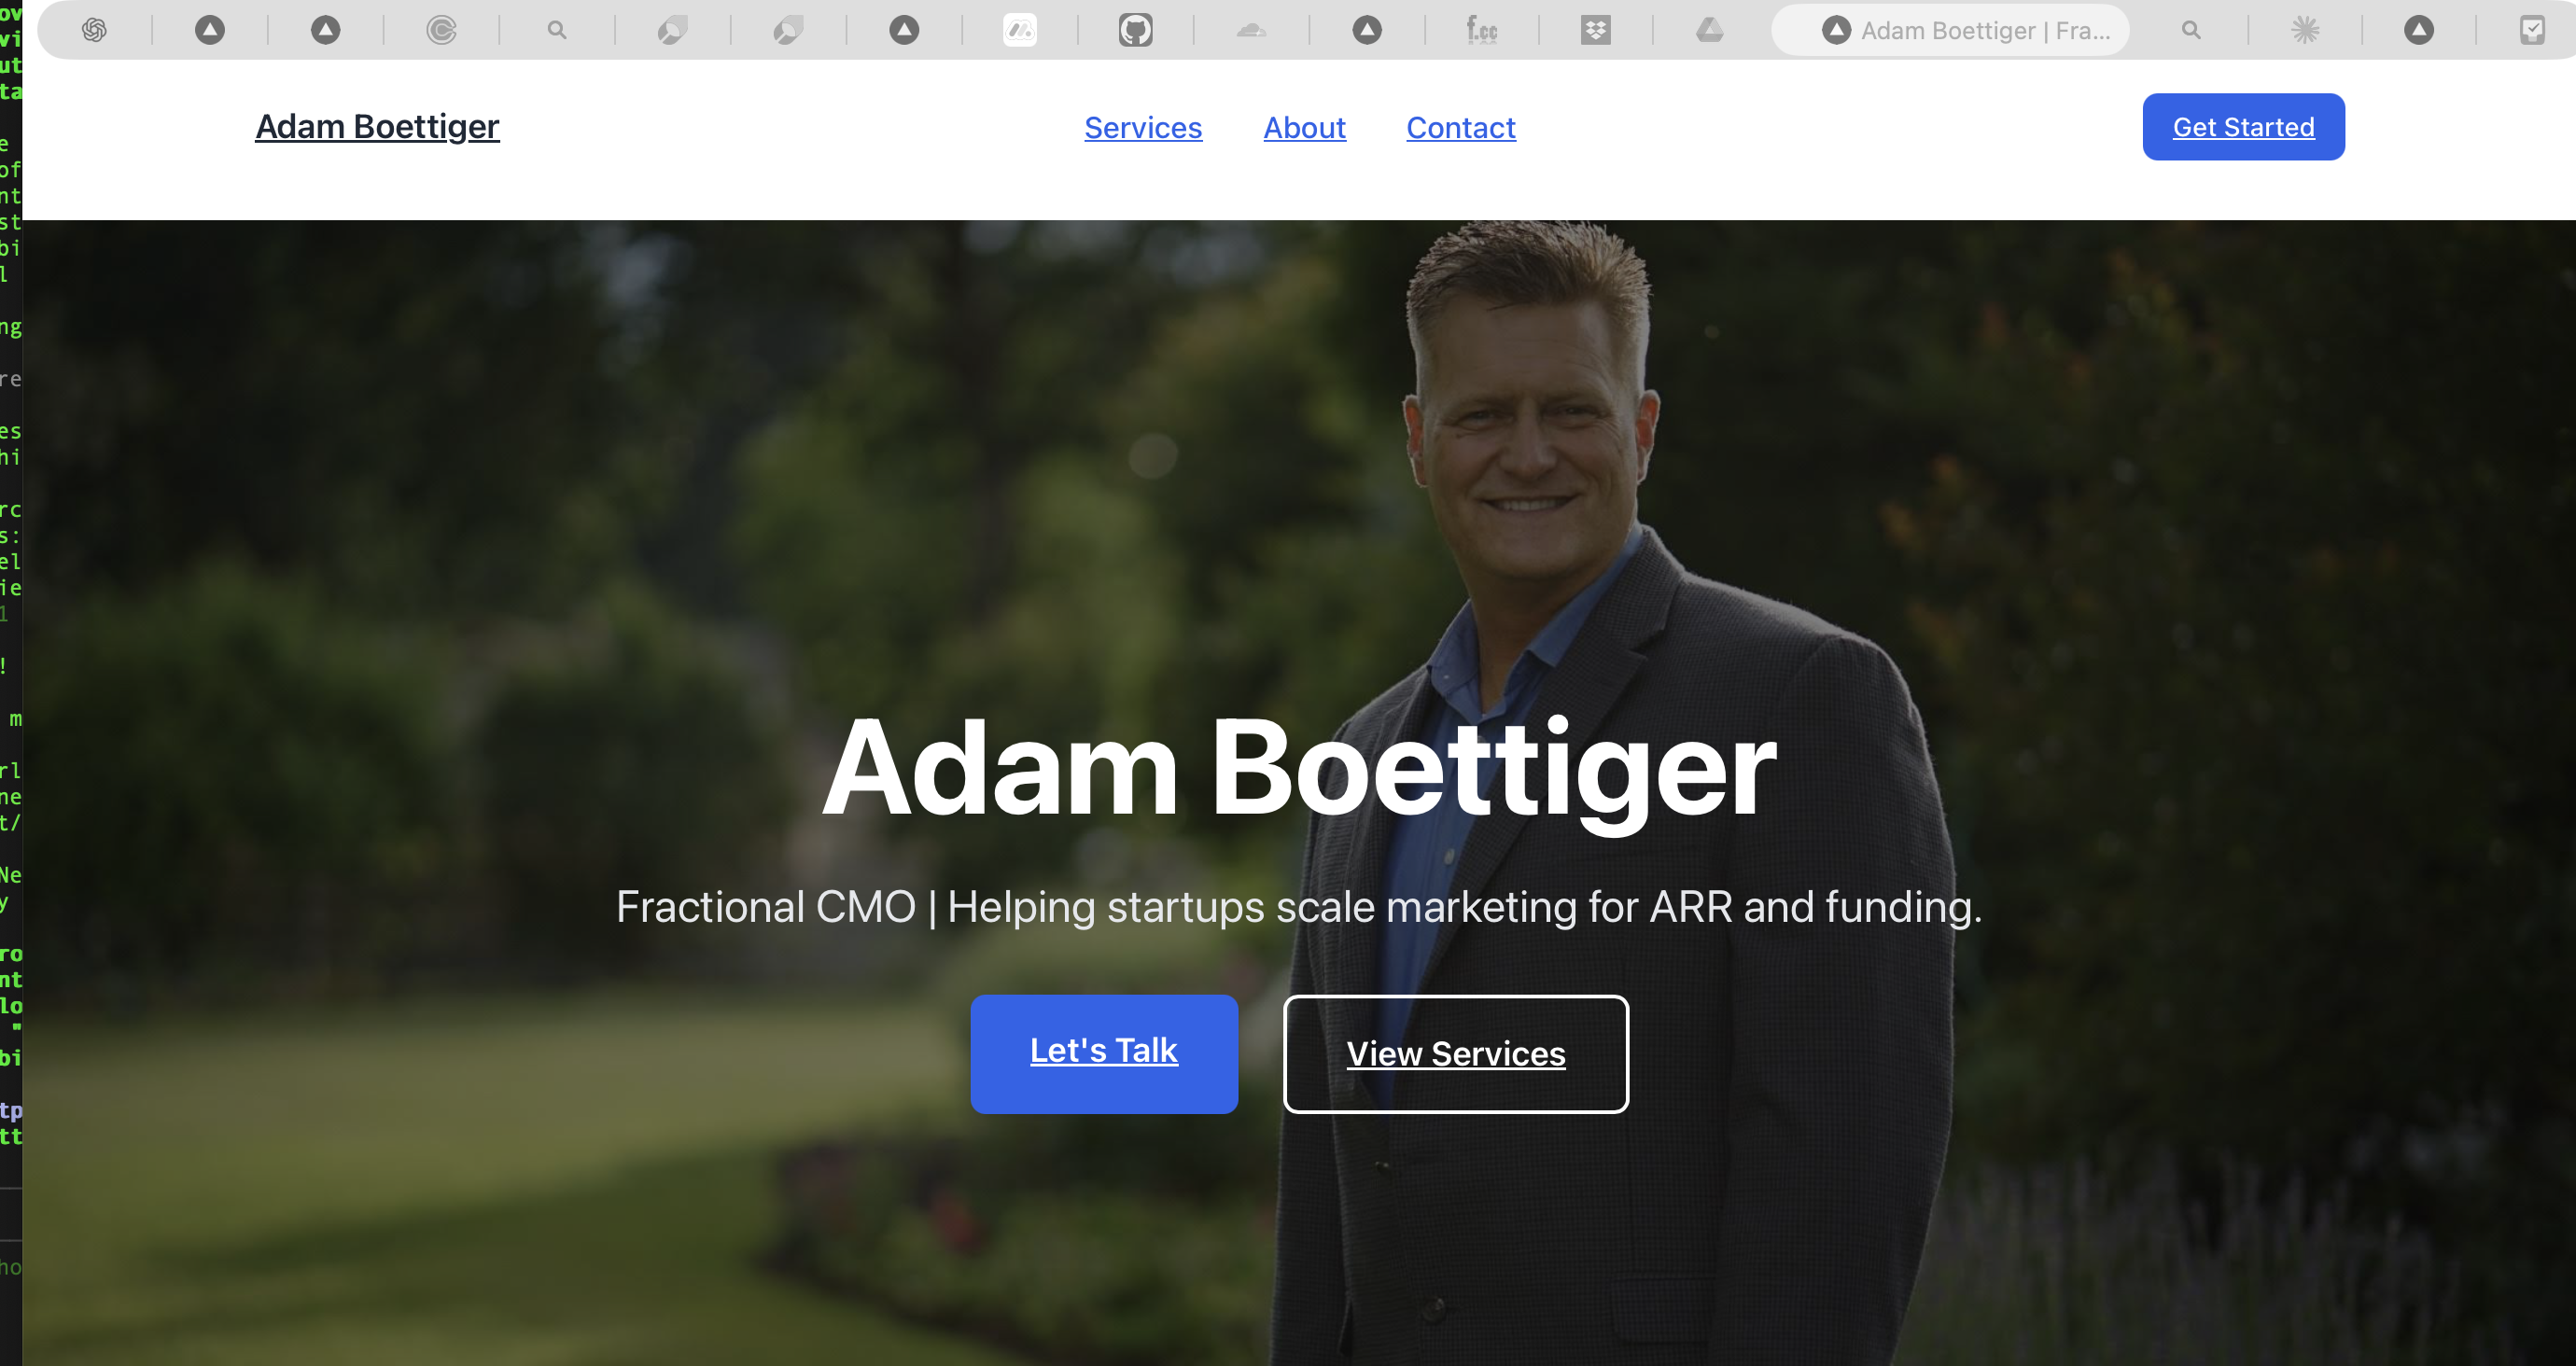 f.cc
Adam Boettiger | Fra...
Adam Boettiger
Services About Contact
Get Started
Adam Boettiger
Fractional CMO | Helping startups scale marketing for ARR and funding.
Let's Talk
View Services